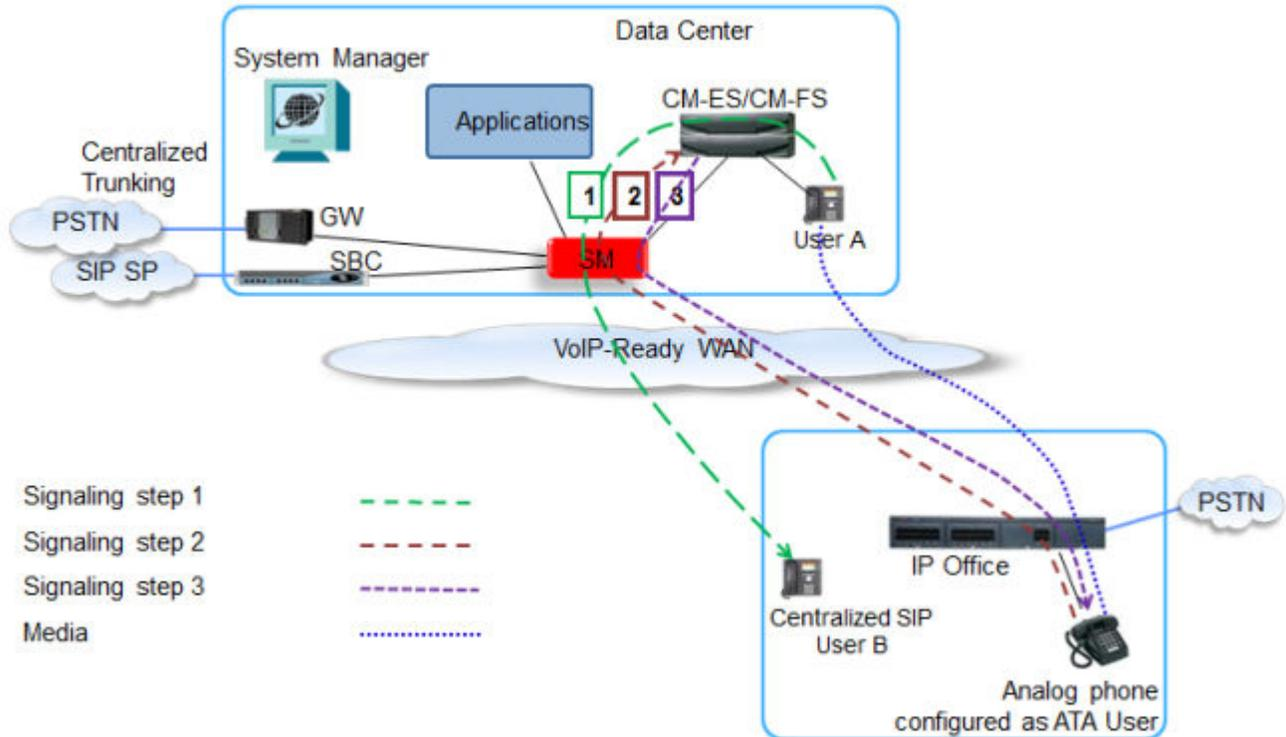 Data Center
System Manager
CM-ES/CM-FS
Applications
Centralized
Trunking
1
2
3
PSTN
GW
User A
SM
SIP SP
SBC
VoIP-Ready WAN
Signaling step 1
Signaling step 2
Signaling step 3
Media
PSTN
IP Office
Centralized SIP
User B
Analog phone
configured as ATA User